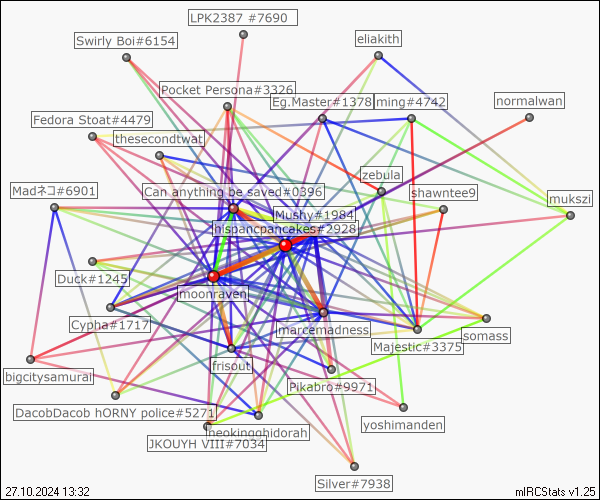 LPK2387 #7690
Swirly Boi#6154
eliakith
Pocket Persona#3326
Eg.Master#1378
ming#4742
normalwan
Fedora Stoat#4479
thesecondtwat
zebula
Madネコ#6901
Can anything be saved#0396
shawntee9
mukszi
Mushy#1984
hispancpancakes#2928
Duck#1245
moonraven
Cypha#1717
marcemadness
somass
Majestic#3375
frisout
bigcitysamurai
Pikabro#9971
DacobDacob hORNY police#5271
yoshimanden
neokingghidorah
JKOUYH VIII#7034
Silver#7938
27.10.2024 13:32
mIRCStats v1.25